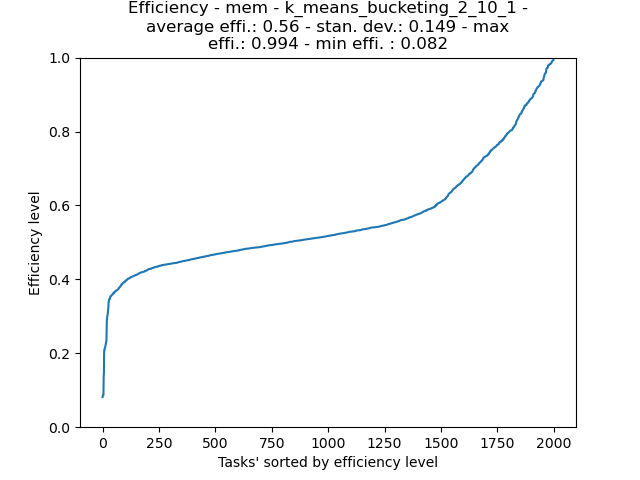 Efficiency - mem - k_means_bucketing_2_10_1 -
average effi.: 0.56 - stan. dev.: 0.149 - max
effi.: 0.994 - min effi. : 0.082
1.0
0.8
0.6
0.4
0.2
0.0
Efficiency level
0 250 500 750 1000 1250 1500 1750 2000
Tasks' sorted by efficiency level